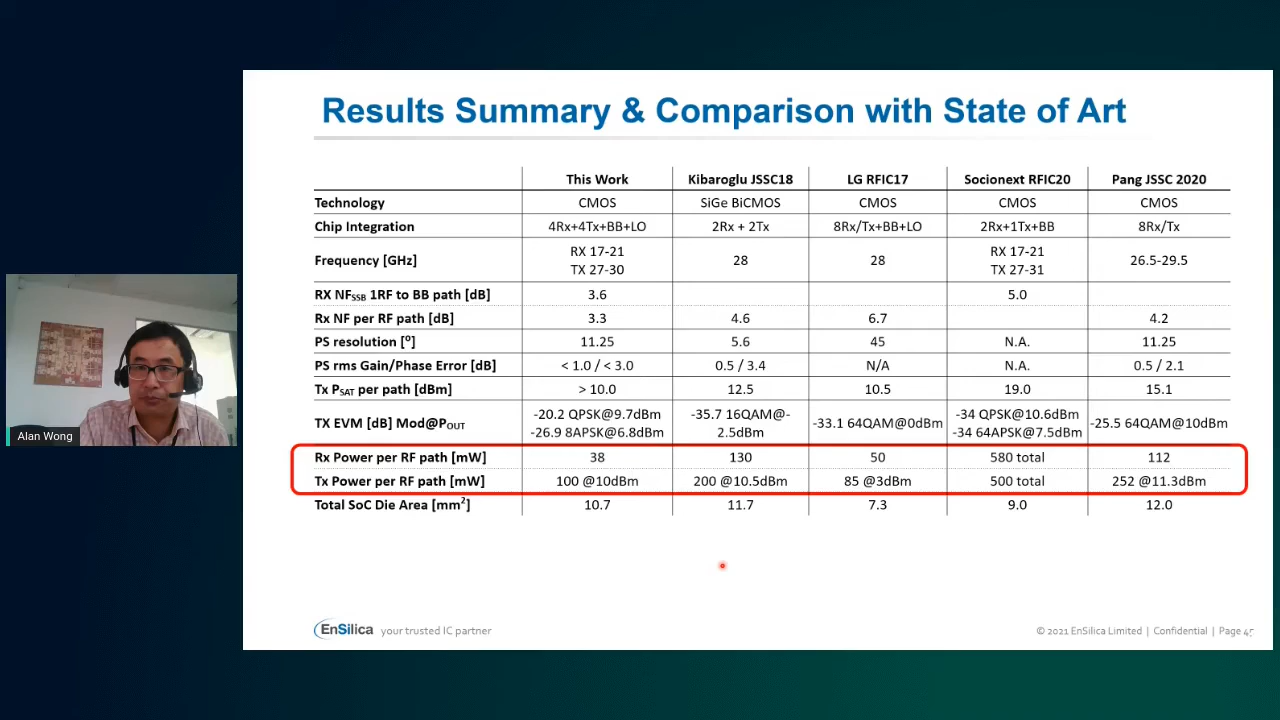 Results Summary & Comparison with State of Art
This Work Kibaroglu JSSC18 LG RFIC17 Socionext RFIC20 Pang JSSC 2020
Technology CMOS SiGe BiCMOS CMOS CMOS CMOS
Chip Integration 4Rx+4Tx+BB+LO 2Rx + 2Tx 8Rx/Tx+BB+LO 2Rx+1Tx+BB 8Rx/Tx
Frequency [GHz] RX 17-21 TX 27-30 28 28 RX 17-21 TX 27-31 26.5-29.5
RX NFSSB 1RF to BB path [dB] 3.6 5.0
Rx NF per RF path [dB] 3.3 4.6 6.7 4.2
PS resolution [º] 11.25 5.6 45 N.A. 11.25
PS rms Gain/Phase Error [dB] < 1.0 / < 3.0 0.5 / 3.4 N/A N.A. 0.5 / 2.1
Tx PSAT per path [dBm] > 10.0 12.5 10.5 19.0 15.1
TX EVM [dB] Mod@POUT -20.2 QPSK@9.7dBm -26.9 8APSK@6.8dBm -35.7 16QAM@-2.5dBm -33.1 64QAM@0dBm -34 QPSK@10.6dBm -34 64APSK@7.5dBm -25.5 64QAM@10dBm
Rx Power per RF path [mW] 38 130 50 580 total 112
Tx Power per RF path [mW] 100 @10dBm 200 @10.5dBm 85 @3dBm 500 total 252 @11.3dBm
Total SoC Die Area [mm²] 10.7 11.7 7.3 9.0 12.0
Alan Wong
EnSilica your trusted IC partner
© 2021 EnSilica Limited | Confidential | Page 45